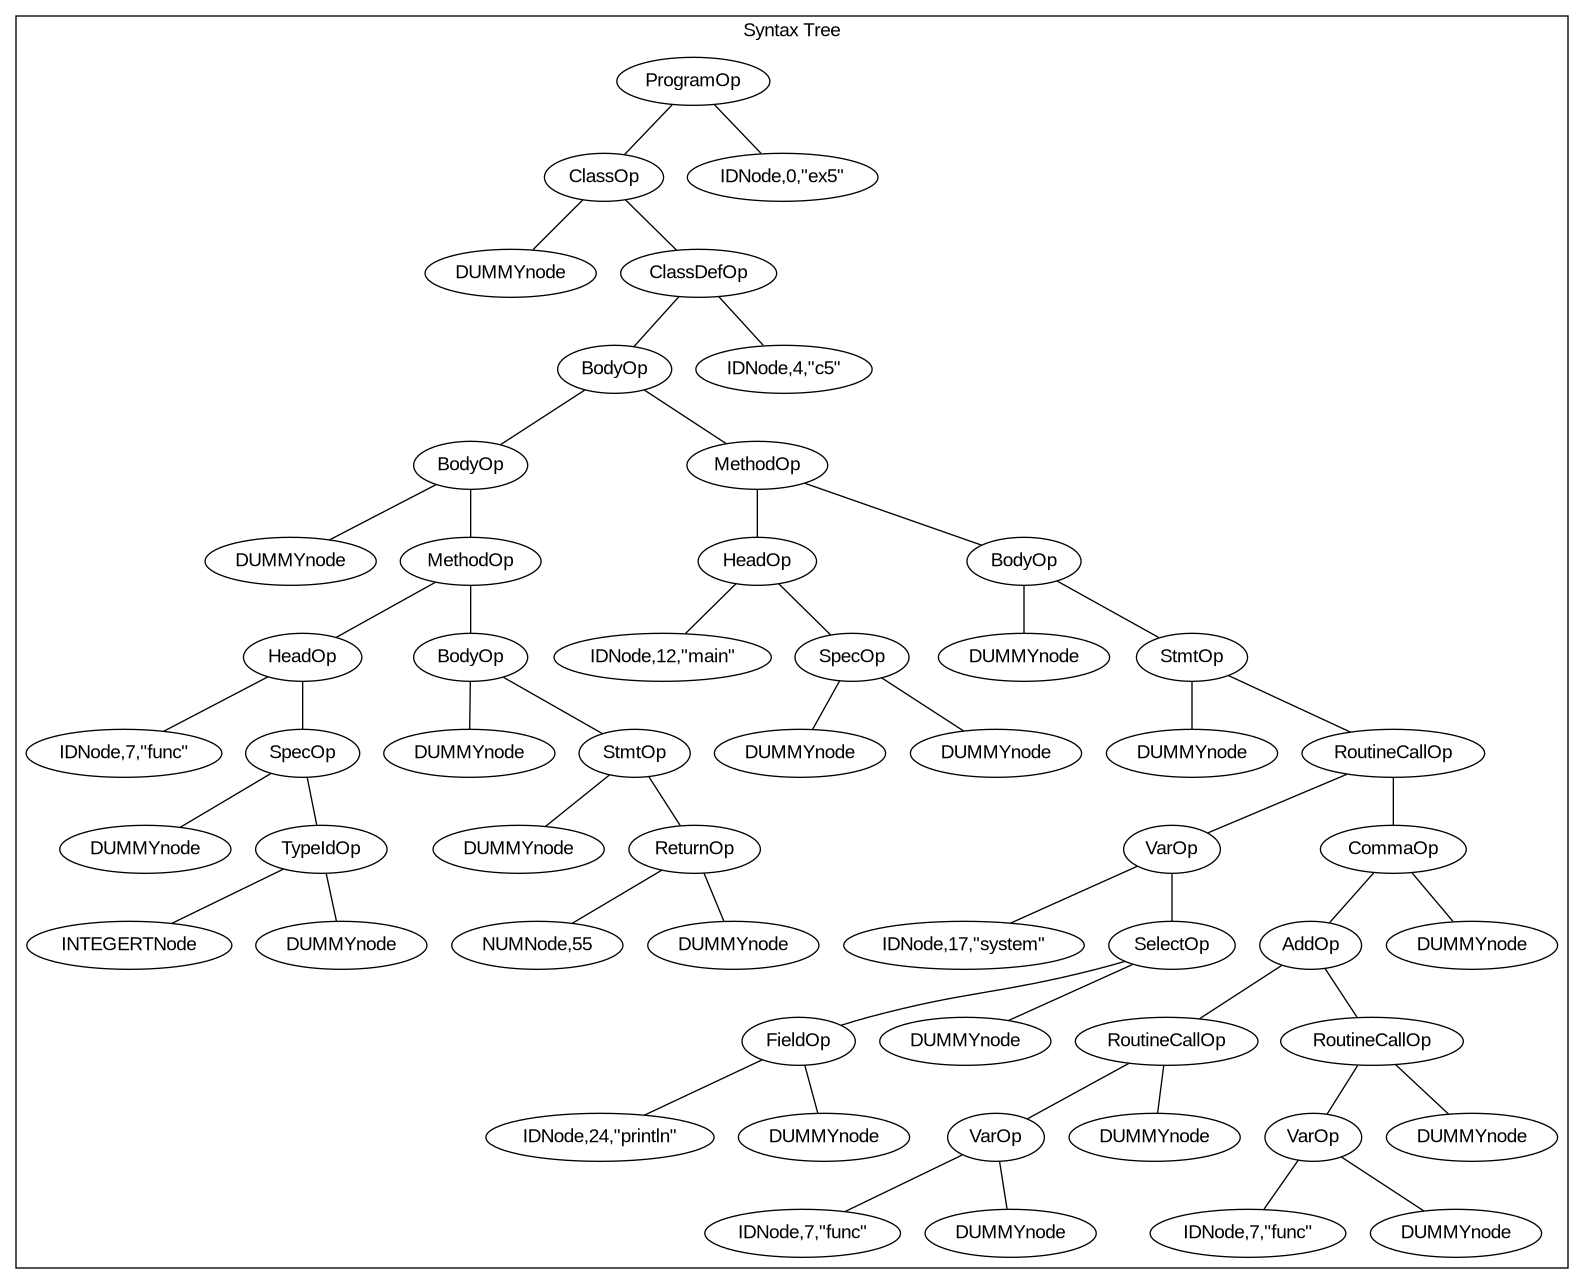 Syntax Tree
ProgramOp
ClassOp
IDNode,0,"ex5"
DUMMYnode
ClassDefOp
BodyOp
IDNode,4,"c5"
BodyOp
MethodOp
DUMMYnode
MethodOp
HeadOp
BodyOp
HeadOp
BodyOp
IDNode,12,"main"
SpecOp
DUMMYnode
StmtOp
IDNode,7,"func"
SpecOp
DUMMYnode
StmtOp
DUMMYnode
DUMMYnode
DUMMYnode
RoutineCallOp
DUMMYnode
TypeIdOp
DUMMYnode
ReturnOp
VarOp
CommaOp
INTEGERTNode
DUMMYnode
NUMNode,55
DUMMYnode
IDNode,17,"system"
SelectOp
AddOp
DUMMYnode
FieldOp
DUMMYnode
RoutineCallOp
RoutineCallOp
IDNode,24,"println"
DUMMYnode
VarOp
DUMMYnode
VarOp
DUMMYnode
IDNode,7,"func"
DUMMYnode
IDNode,7,"func"
DUMMYnode